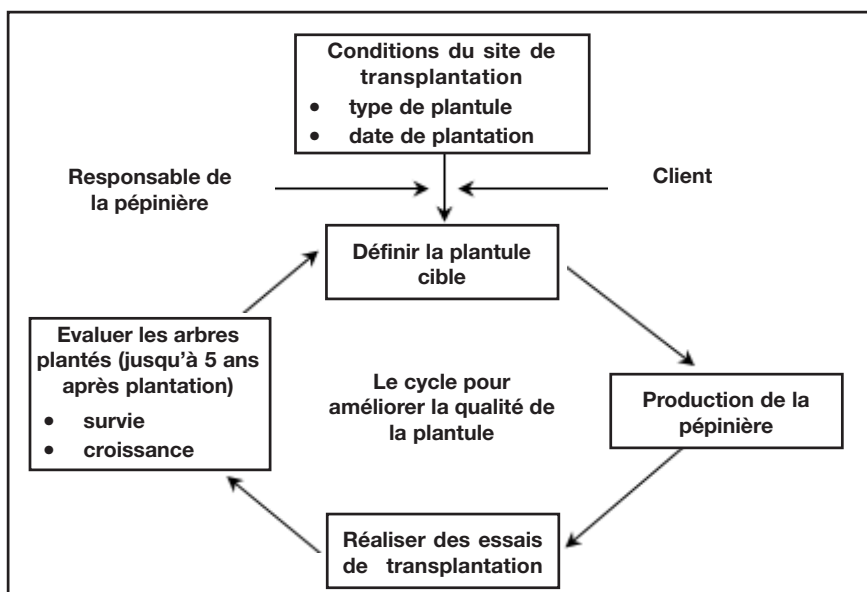 Conditions du site de
transplantation
• type de plantule
• date de plantation
Responsable de
la pépinière
Client
Définir la plantule
cible
Evaluer les arbres
plantés (jusqu'à 5 ans
après plantation)
• survie
• croissance
Le cycle pour
améliorer la qualité de
la plantule
Production de la
pépinière
Réaliser des essais
de transplantation